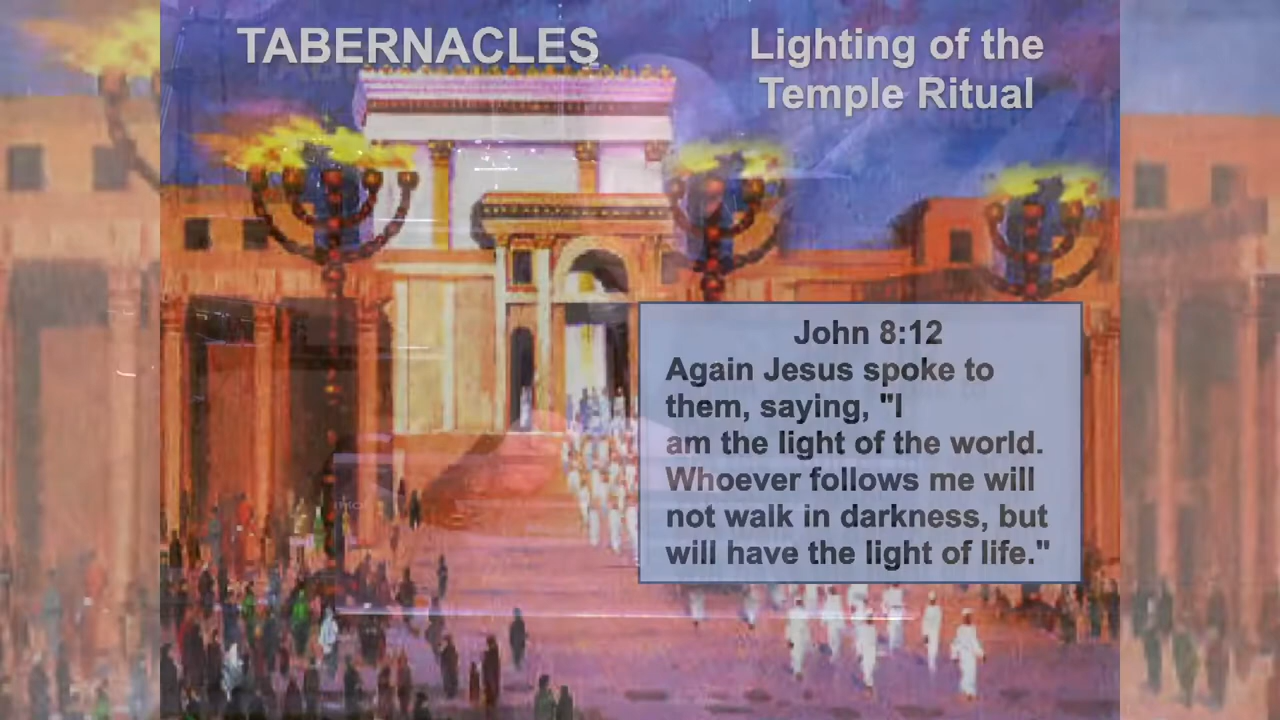 TABERNACLES
Lighting of the
Temple Ritual
John 8:12
Again Jesus spoke to
them, saying, "I
am the light of the world.
Whoever follows me will
not walk in darkness, but
will have the light of life."